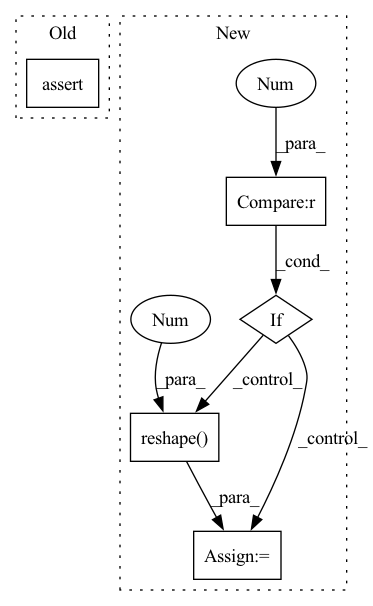 Old
New
assert
Num
_para_
Compare:r
_cond_
Num
If
_para_
_control_
reshape()
_control_
_para_
Assign:=